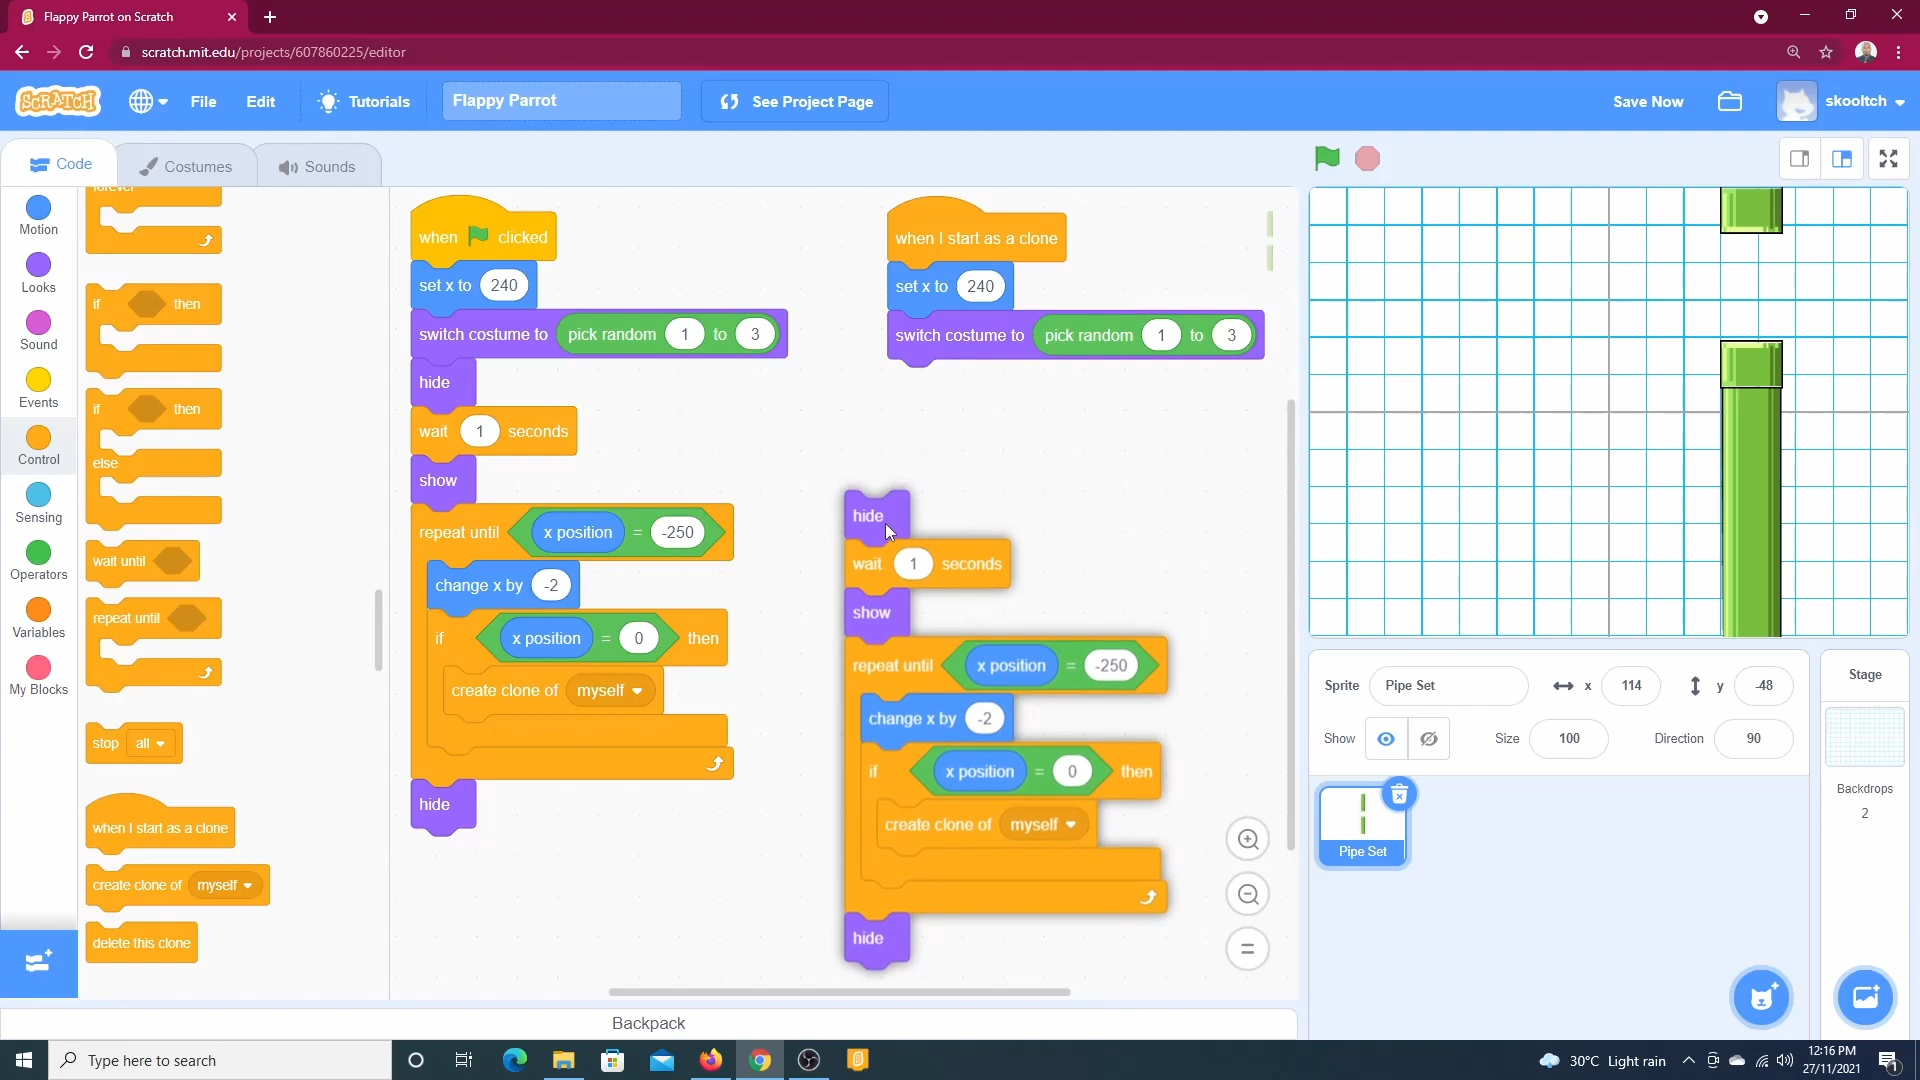 Flappy Parrot on Scratch
scratch.mit.edu/projects/607860225/editor
SCRATCH
File
Edit
Tutorials
Flappy Parrot
See Project Page
Save Now
skooltch
Code
Costumes
Sounds
Motion
Looks
Sound
Events
Control
Sensing
Operators
Variables
My Blocks
forever
if then
if then
else
wait until
repeat until
stop all
when I start as a clone
create clone of myself
delete this clone
when clicked
set x to 240
switch costume to pick random 1 to 3
hide
wait 1 seconds
show
repeat until x position = -250
change x by -2
if x position = 0 then
create clone of myself
hide
when I start as a clone
set x to 240
switch costume to pick random 1 to 3
hide
wait 1 seconds
show
repeat until x position = -250
change x by -2
if x position = 0 then
create clone of myself
hide
Backpack
Sprite Pipe Set x 114 y -48
Show Size 100 Direction 90
Pipe Set
Stage
Backdrops
2
Type here to search
30°C Light rain
12:16 PM
27/11/2021
1